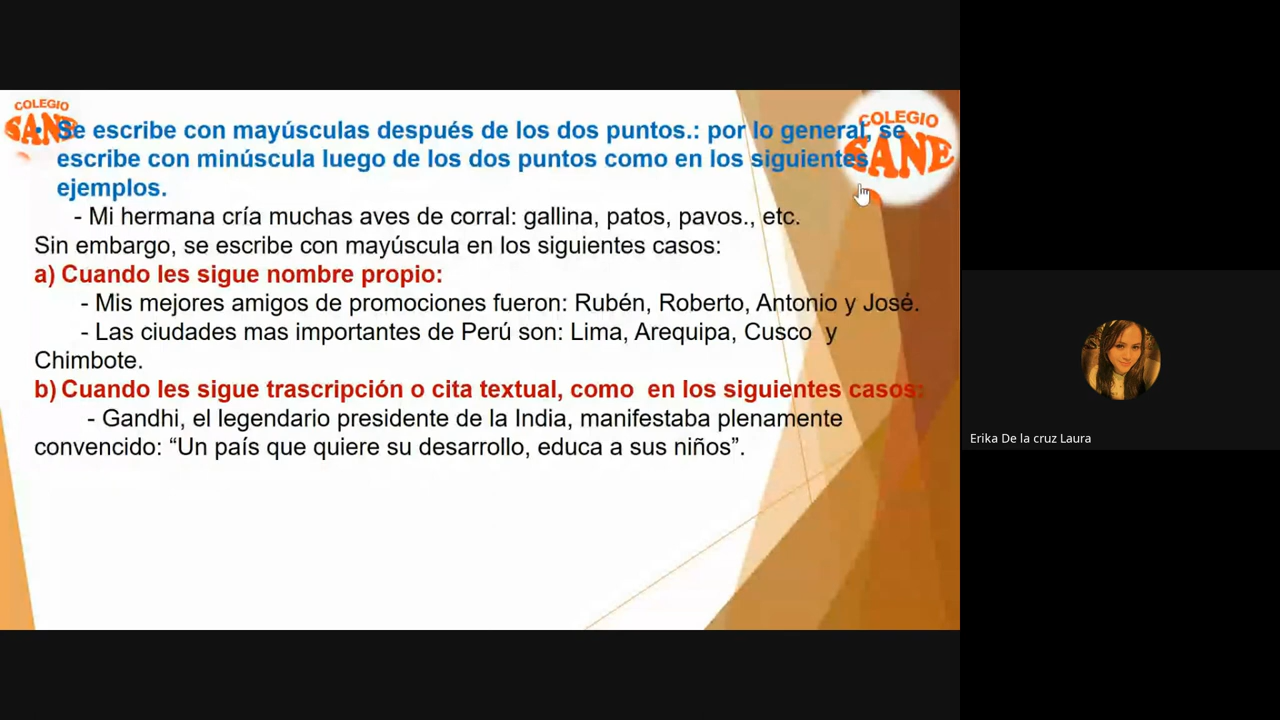 COLEGIO
SANE
COLEGIO
SANE
• Se escribe con mayúsculas después de los dos puntos.: por lo general, se
escribe con minúscula luego de los dos puntos como en los siguientes
ejemplos.
- Mi hermana cría muchas aves de corral: gallina, patos, pavos., etc.
Sin embargo, se escribe con mayúscula en los siguientes casos:
a) Cuando les sigue nombre propio:
- Mis mejores amigos de promociones fueron: Rubén, Roberto, Antonio y José.
- Las ciudades mas importantes de Perú son: Lima, Arequipa, Cusco y
Chimbote.
b) Cuando les sigue trascripción o cita textual, como en los siguientes casos:
- Gandhi, el legendario presidente de la India, manifestaba plenamente
convencido: “Un país que quiere su desarrollo, educa a sus niños”.
Erika De la cruz Laura